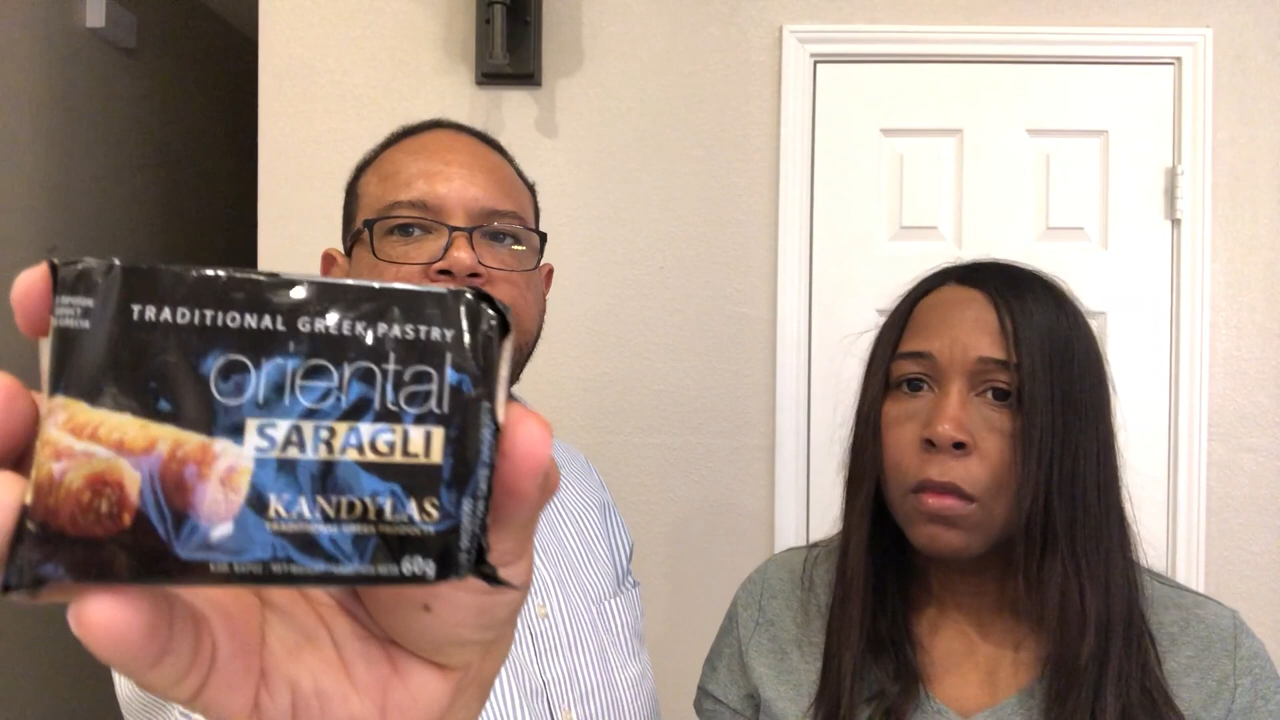 TRADITIONAL GREEK PASTRY
oriental
SARAGLI
KANDYLAS
TRADITIONAL GREEK PRODUCTS
60g